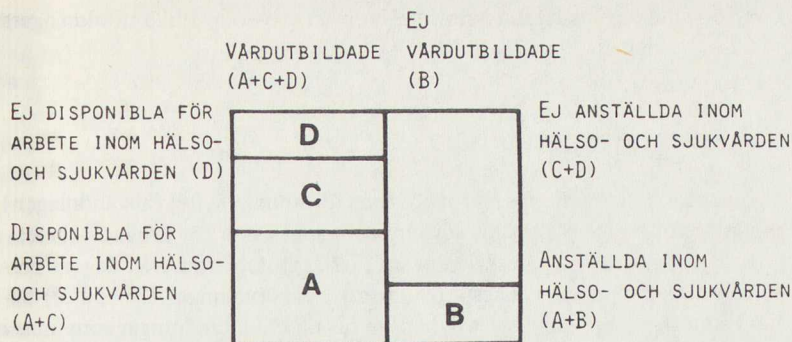 VÅRDUTBILDADE
(A+C+D)
EJ
VÅRDUTBILDADE
(B)
EJ DISPONIBLA FÖR
ARBETE INOM HÄLSO-
OCH SJUKVÅRDEN (D)
D
EJ ANSTÄLLDA INOM
HÄLSO- OCH SJUKVÅRDEN
(C+D)
C
DISPONIBLA FÖR
ARBETE INOM HÄLSO-
OCH SJUKVÅRDEN
(A+C)
A
B
ANSTÄLLDA INOM
HÄLSO- OCH SJUKVÅRDEN
(A+B)